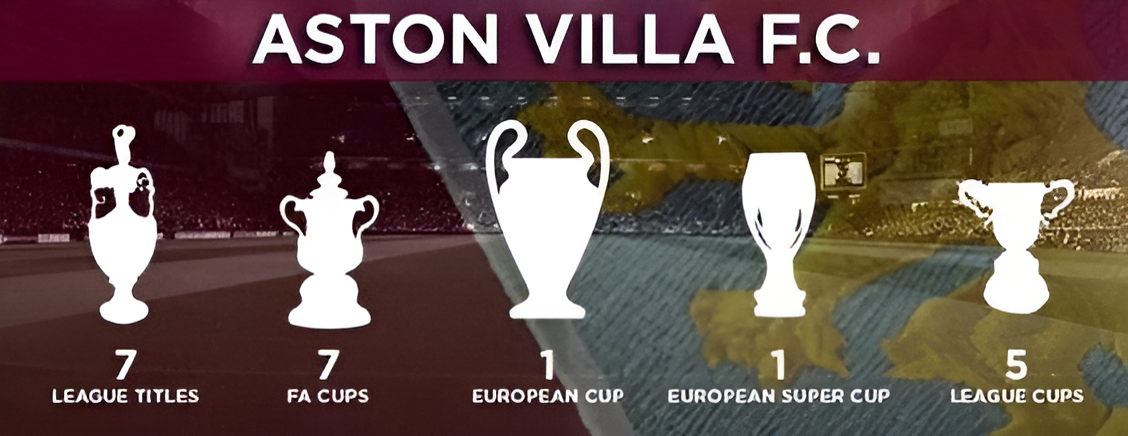 ASTON VILLA F.C.
7 7 1 1 5
LEAGUE TITLES FA CUPS EUROPEAN CUP EUROPEAN SUPER CUP LEAGUE CUPS